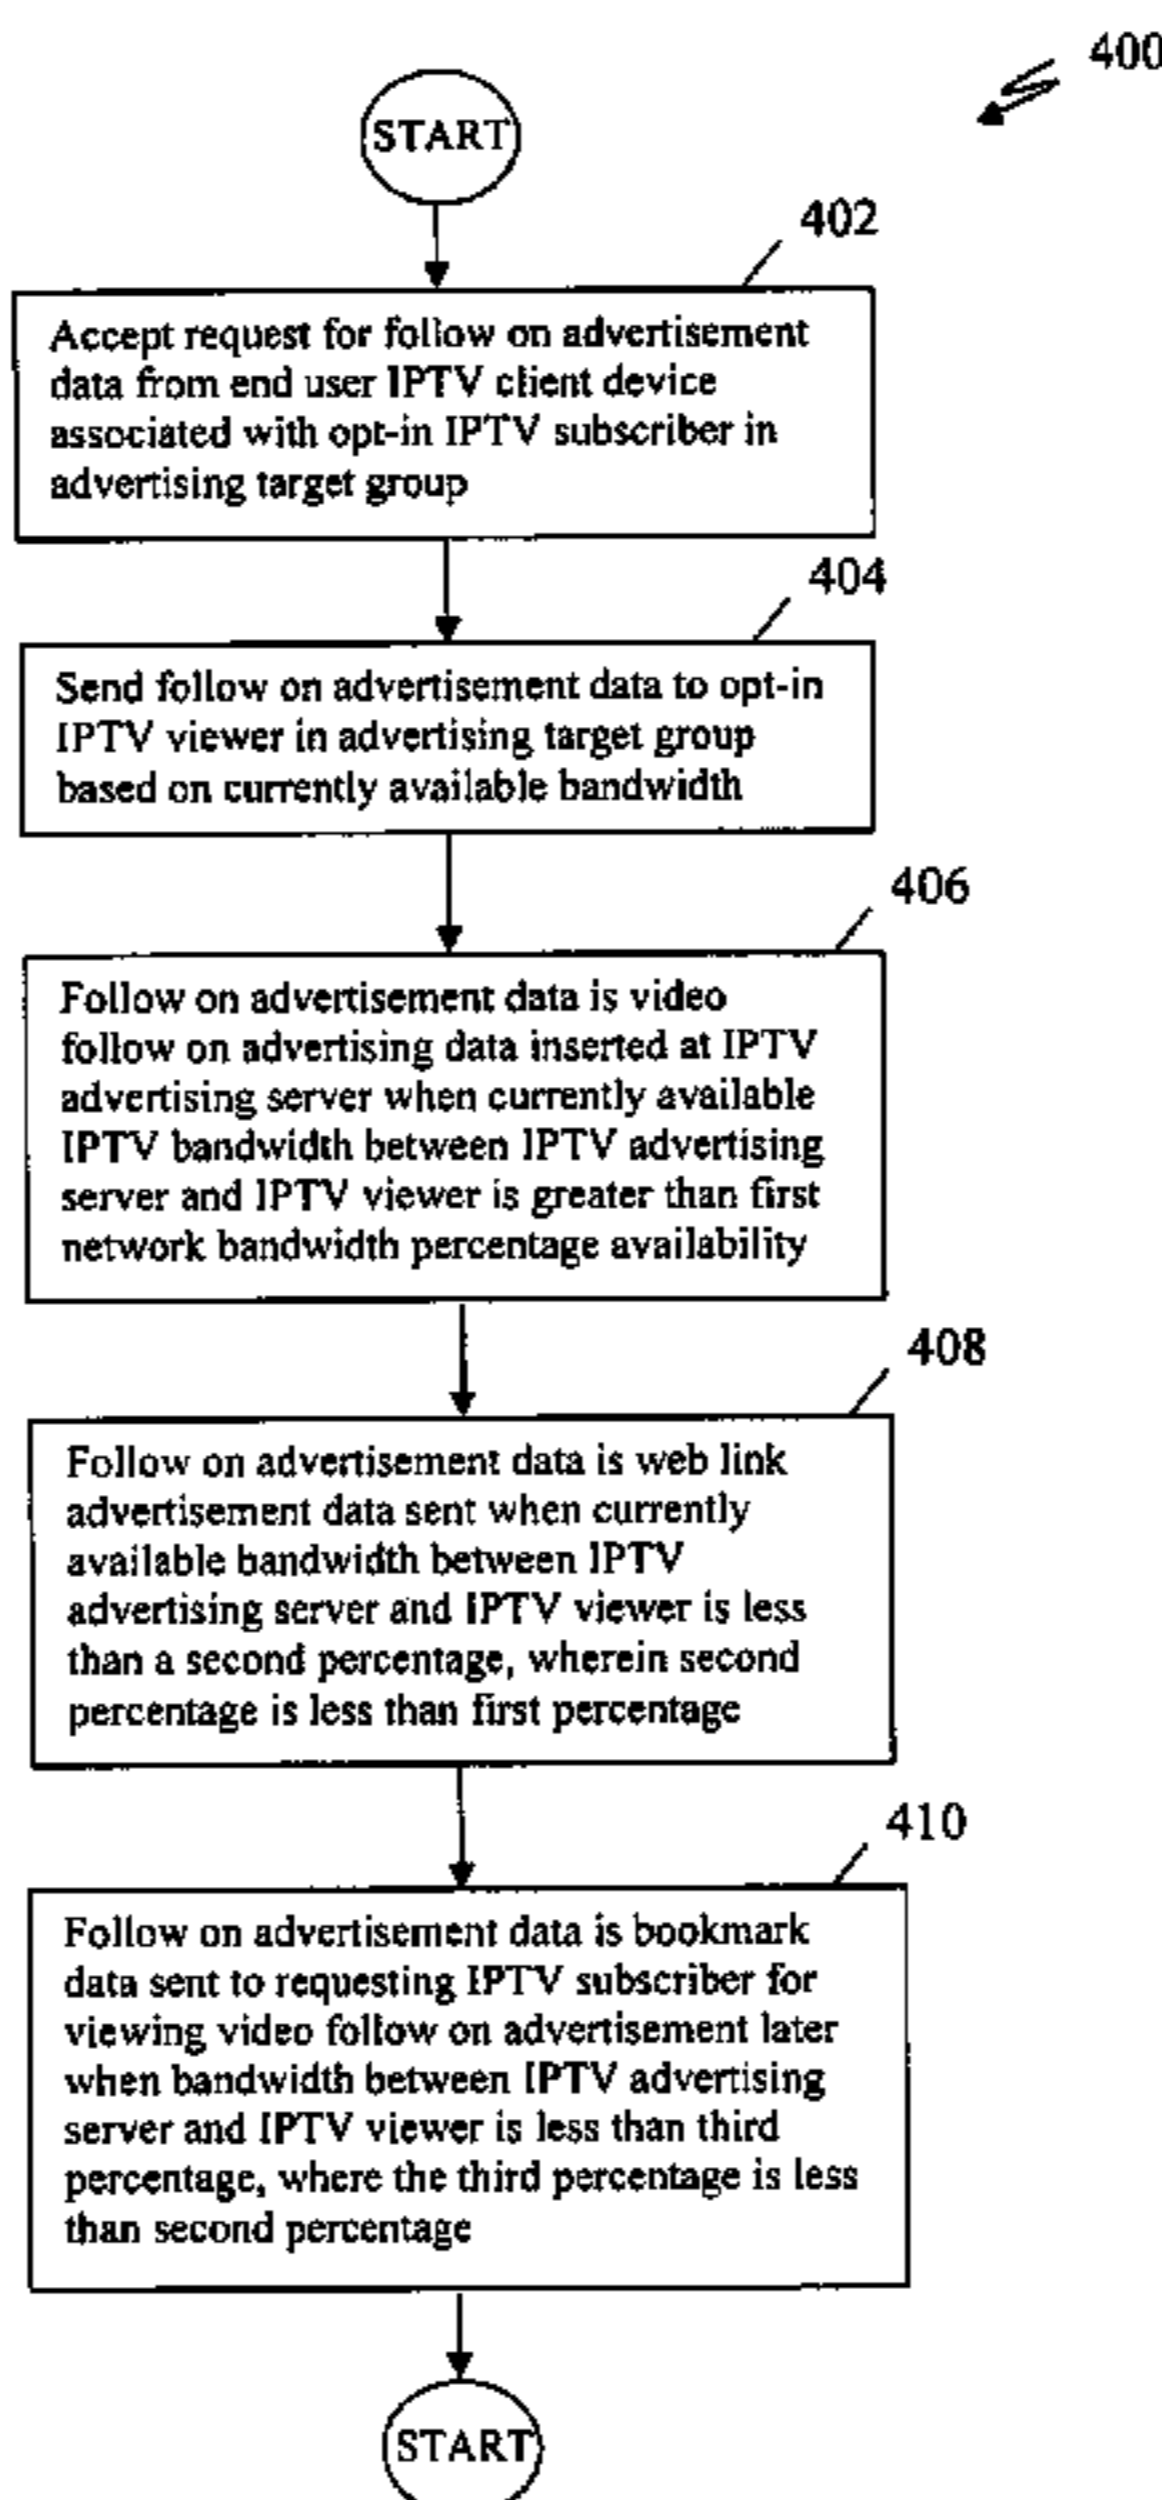 400
START
402
Accept request for follow on advertisement
data from end user IPTV client device
associated with opt-in IPTV subscriber in
advertising target group
404
Send follow on advertisement data to opt-in
IPTV viewer in advertising target group
based on currently available bandwidth
406
Follow on advertisement data is video
follow on advertising data inserted at IPTV
advertising server when currently available
IPTV bandwidth between IPTV advertising
server and IPTV viewer is greater than first
network bandwidth percentage availability
408
Follow on advertisement data is web link
advertisement data sent when currently
available bandwidth between IPTV
advertising server and IPTV viewer is less
than a second percentage, wherein second
percentage is less than first percentage
410
Follow on advertisement data is bookmark
data sent to requesting IPTV subscriber for
viewing video follow on advertisement later
when bandwidth between IPTV advertising
server and IPTV viewer is less than third
percentage, where the third percentage is less
than second percentage
START